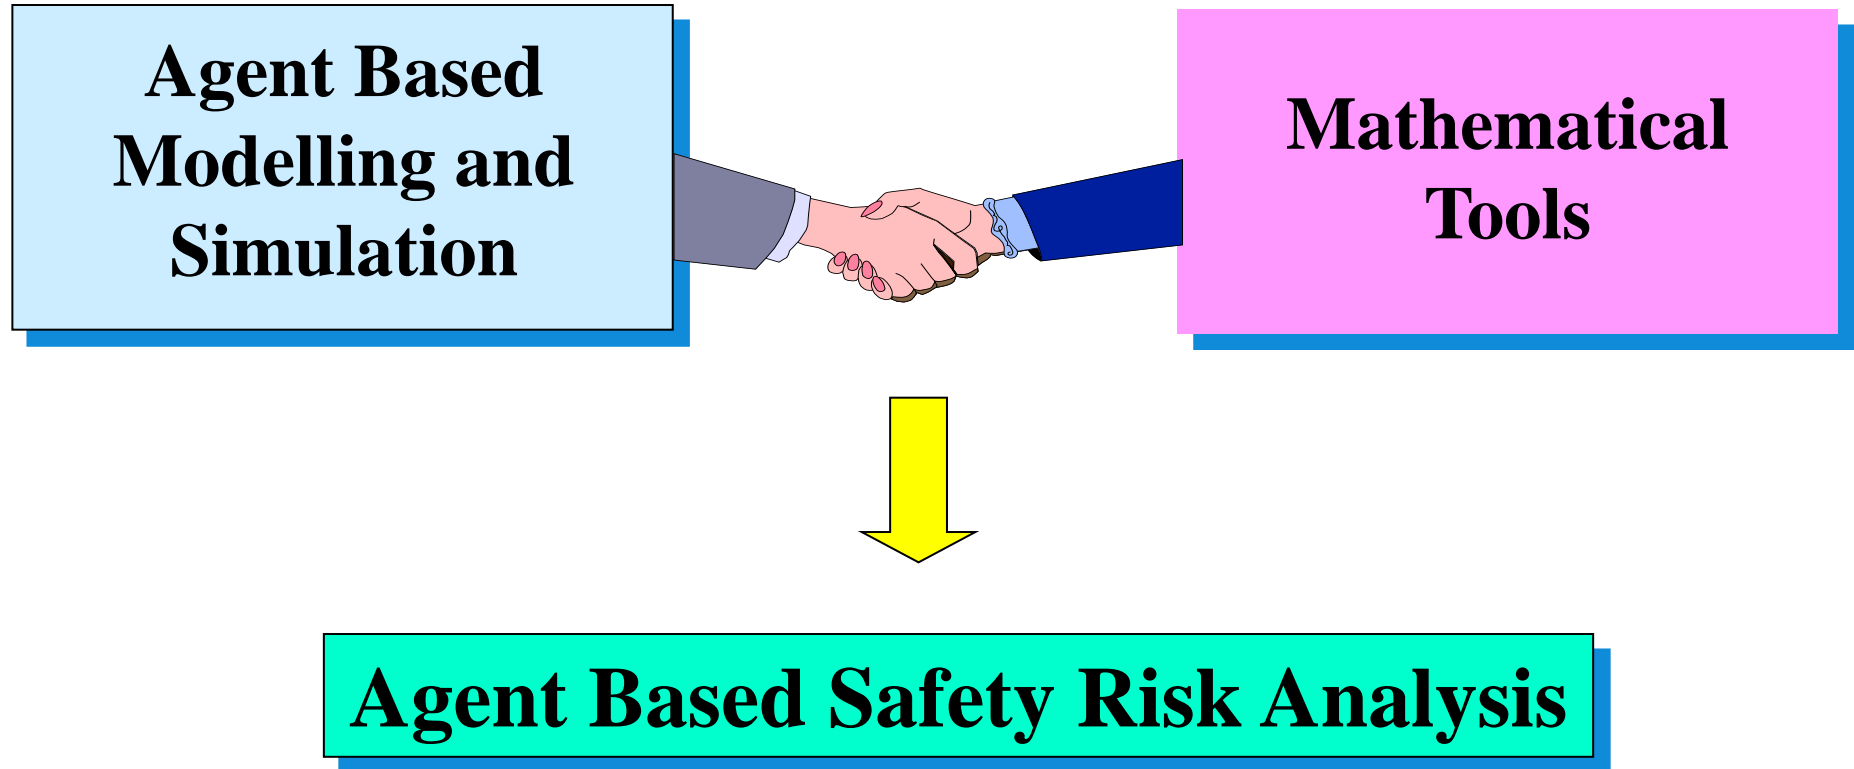 Agent Based
Modelling and
Simulation
Mathematical
Tools
Agent Based Safety Risk Analysis